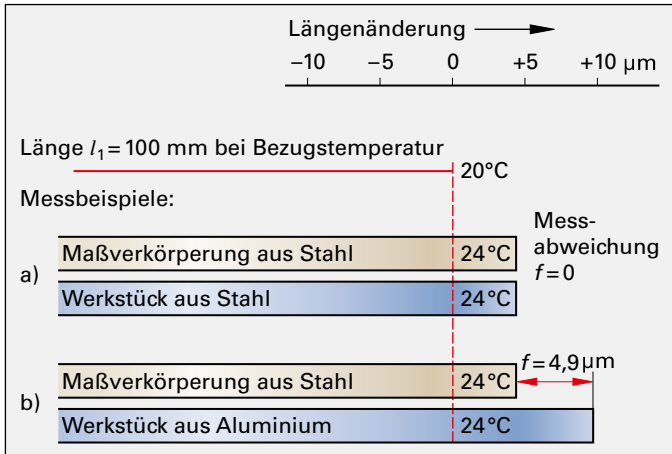 Längenänderung
–10 –5 0 +5 +10 µm
Länge l₁ = 100 mm bei Bezugstemperatur
20°C
Messbeispiele:
Mess-
abweichung
f = 0
a)
Maßverkörperung aus Stahl 24°C
Werkstück aus Stahl 24°C
f = 4,9 µm
b)
Maßverkörperung aus Stahl 24°C
Werkstück aus Aluminium 24°C